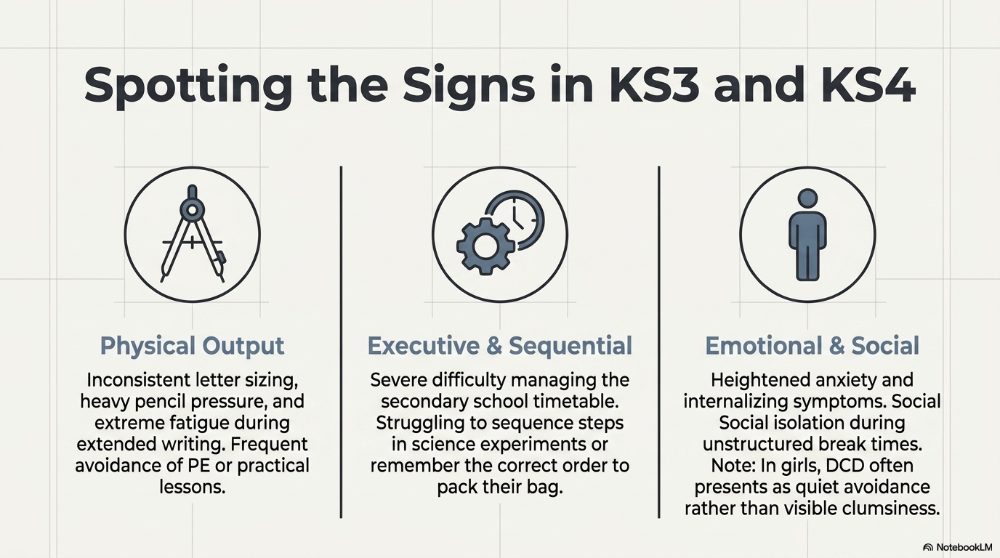 Spotting the Signs in KS3 and KS4
Physical Output
Inconsistent letter sizing,
heavy pencil pressure, and
extreme fatigue during
extended writing. Frequent
avoidance of PE or practical
lessons.
Executive & Sequential
Severe difficulty managing the
secondary school timetable.
Struggling to sequence steps
in science experiments or
remember the correct order to
pack their bag.
Emotional & Social
Heightened anxiety and
internalizing symptoms. Social
Social isolation during
unstructured break times.
Note: In girls, DCD often
presents as quiet avoidance
rather than visible clumsiness.
NotebookLM